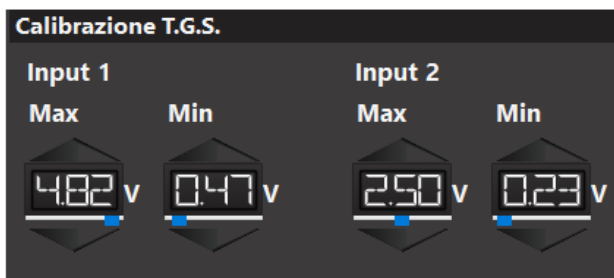 Calibrazione T.G.S.
Input 1 Input 2
Max Min Max Min
4.82 V 0.47 V 2.50 V 0.23 V